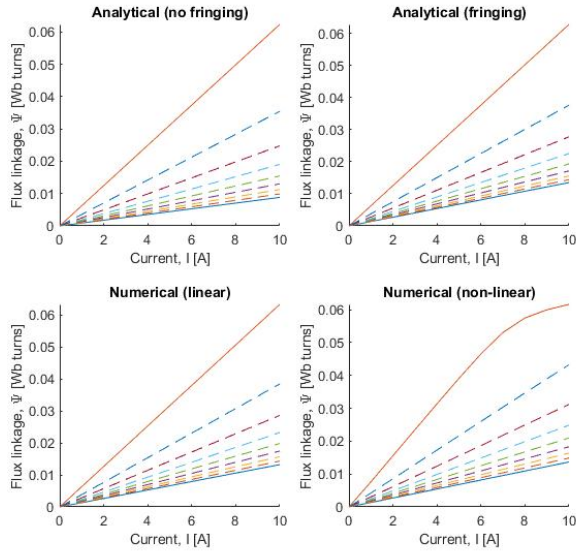 Analytical (no fringing)
0.06
0.05
0.04
0.03
0.02
0.01
0
0 2 4 6 8 10
Flux linkage, Ψ [Wb turns]
Current, I [A]
Analytical (fringing)
0.06
0.05
0.04
0.03
0.02
0.01
0
0 2 4 6 8 10
Flux linkage, Ψ [Wb turns]
Current, I [A]
Numerical (linear)
0.06
0.05
0.04
0.03
0.02
0.01
0
0 2 4 6 8 10
Flux linkage, Ψ [Wb turns]
Current, I [A]
Numerical (non-linear)
0.06
0.05
0.04
0.03
0.02
0.01
0
0 2 4 6 8 10
Flux linkage, Ψ [Wb turns]
Current, I [A]